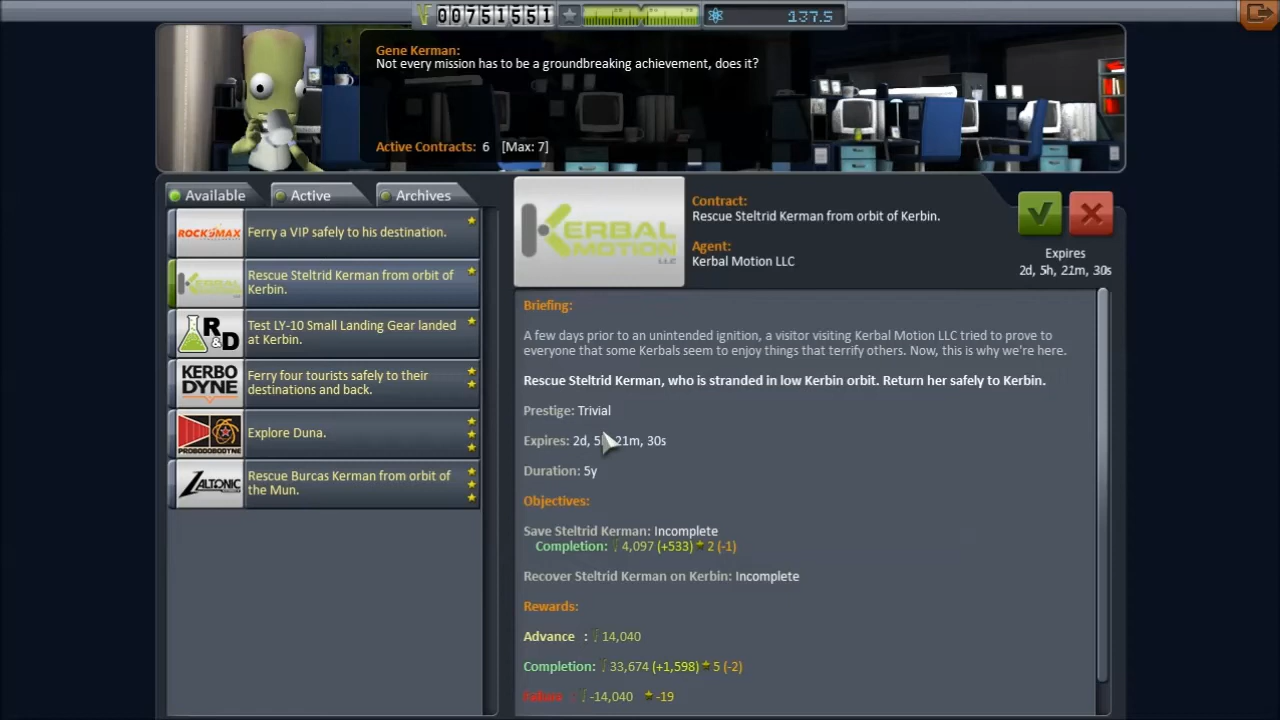 00751551
137.5
Gene Kerman:
Not every mission has to be a groundbreaking achievement, does it?
Active Contracts: 6 [Max: 7]
Available
Active
Archives
ROCKOMAX
Ferry a VIP safely to his destination.
KERBAL MOTION
Rescue Steltrid Kerman from orbit of
Kerbin.
R&D
Test LY-10 Small Landing Gear landed
at Kerbin.
KERBO
DYNE
Ferry four tourists safely to their
destinations and back.
PROBODOBODYNE
Explore Duna.
ZALTONIC
Rescue Burcas Kerman from orbit of
the Mun.
KERBAL
MOTION
LLC
Contract:
Rescue Steltrid Kerman from orbit of Kerbin.
Agent:
Kerbal Motion LLC
Expires
2d, 5h, 21m, 30s
Briefing:
A few days prior to an unintended ignition, a visitor visiting Kerbal Motion LLC tried to prove to
everyone that some Kerbals seem to enjoy things that terrify others. Now, this is why we're here.
Rescue Steltrid Kerman, who is stranded in low Kerbin orbit. Return her safely to Kerbin.
Prestige: Trivial
Expires: 2d, 5 21m, 30s
Duration: 5y
Objectives:
Save Steltrid Kerman: Incomplete
Completion: 4,097 (+533) 2 (-1)
Recover Steltrid Kerman on Kerbin: Incomplete
Rewards:
Advance : 14,040
Completion: 33,674 (+1,598) 5 (-2)
-14,040 -19